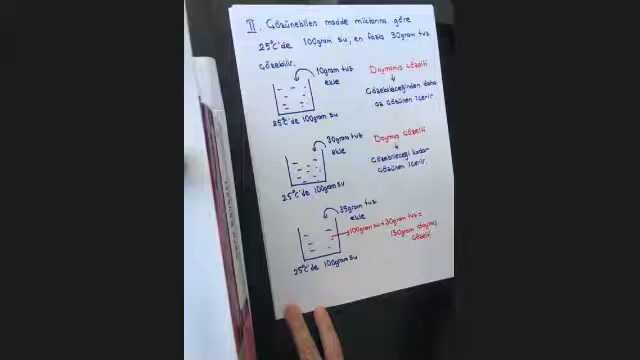 II. Çözünebilen madde miktarına göre
25°C'de 100gram su, en fazla 30gram tuz
çözebilir.
10gram tuz
ekle
25°C'de 100gram su
Doymamış çözelti
Çözebileceğinden daha
az çözünen içerir.
30gram tuz
ekle
25°C'de 100gram su
Doymuş çözelti
Çözebileceği kadar
çözünen içerir.
35gram tuz
ekle
25°C'de 100gram su
100gram su+30gram tuz=
130gram doymuş
çözelti